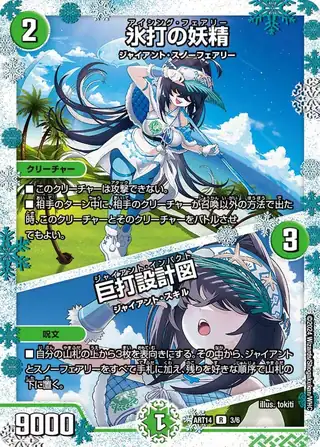 2
アイシング・フェアリー
氷打の妖精
ジャイアント・スノーフェアリー
クリーチャー
■このクリーチャーは攻撃できない。
■相手のターン中に、相手のクリーチャーが召喚以外の方法で出た
時、このクリーチャーとそのクリーチャーをバトルさせ
てもよい。
3
ジャイアント・インパクト
巨打設計図
ジャイアント・スキル
呪文
■自分の山札の上から3枚を表向きにする。その中から、ジャイアント
とスノーフェアリーをすべて手札に加え、残りを好きな順序で山札の
下に置く。
illus. tokiti
9000
1
ART14 R 3/6